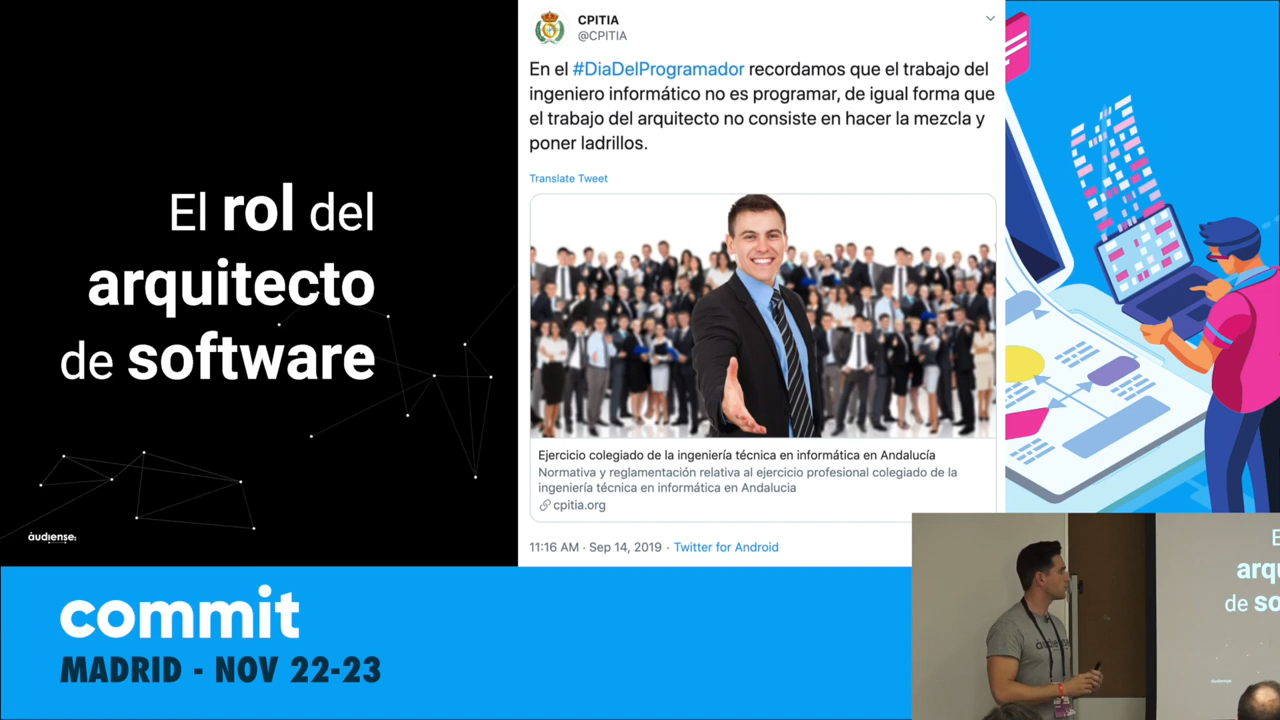 El rol del
arquitecto
de software
audiense:
CPITIA
@CPITIA
En el #DiaDelProgramador recordamos que el trabajo del
ingeniero informático no es programar, de igual forma que
el trabajo del arquitecto no consiste en hacer la mezcla y
poner ladrillos.
Translate Tweet
Ejercicio colegiado de la ingeniería técnica en informática en Andalucía
Normativa y reglamentación relativa al ejercicio profesional colegiado de la
ingeniería técnica en informática en Andalucia
cpitia.org
11:16 AM · Sep 14, 2019 · Twitter for Android
commit
MADRID - NOV 22-23
E
arqu
de so
audiense